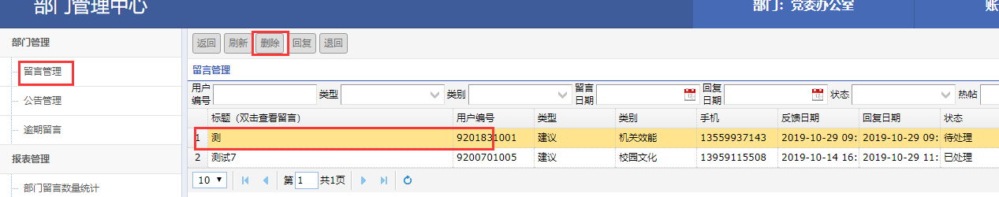 部门管理中心 部门：党委办公室 账
部门管理
留言管理
公告管理
逾期留言
报表管理
部门留言数量统计
返回 刷新 删除 回复 退回
留言管理
用户编号 类型 类别 留言日期 回复日期 状态 热帖
标题（双击查看留言） 用户编号 类型 类别 手机 反馈日期 回复日期 状态
1 测 9201831001 建议 机关效能 13559937143 2019-10-29 09: 2019-10-29 09: 待处理
2 测试7 9200701005 建议 校园文化 13959115508 2019-10-14 16: 2019-10-29 11: 已处理
10 第 1 共1页